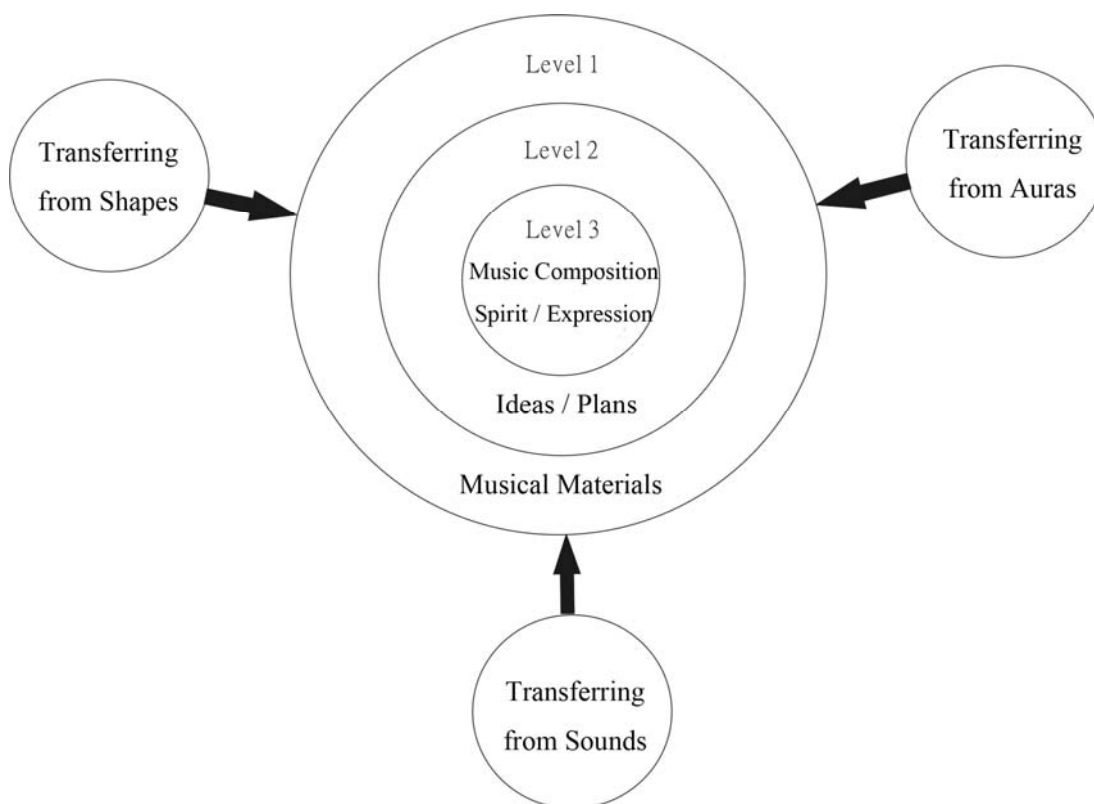 Level 1
Transferring
from Shapes
Transferring
from Auras
Level 2
Level 3
Music Composition
Spirit / Expression
Ideas / Plans
Musical Materials
Transferring
from Sounds